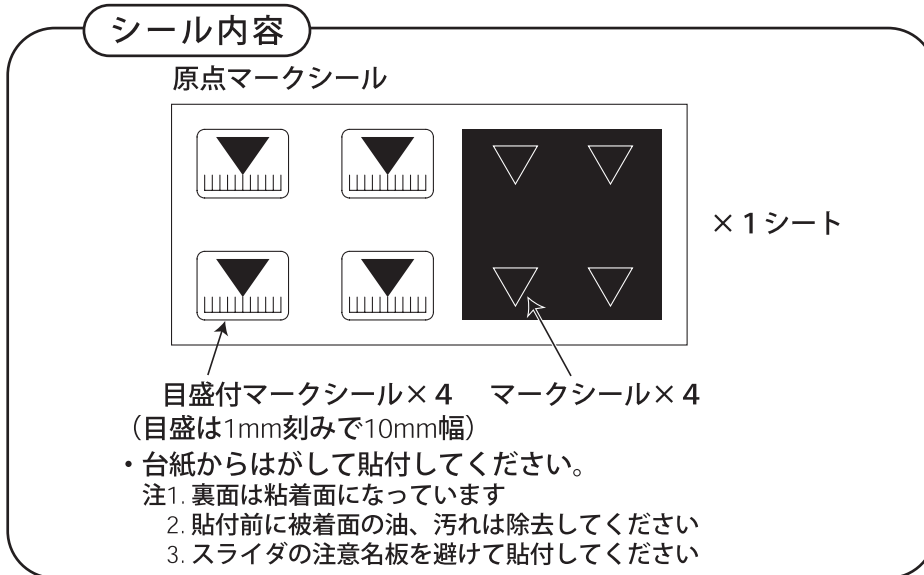 シール内容
原点マークシール
×1シート
目盛付マークシール×4 マークシール×4
（目盛は1mm刻みで10mm幅）
・台紙からはがして貼付してください。
注1. 裏面は粘着面になっています
2. 貼付前に被着面の油、汚れは除去してください
3. スライダの注意名板を避けて貼付してください